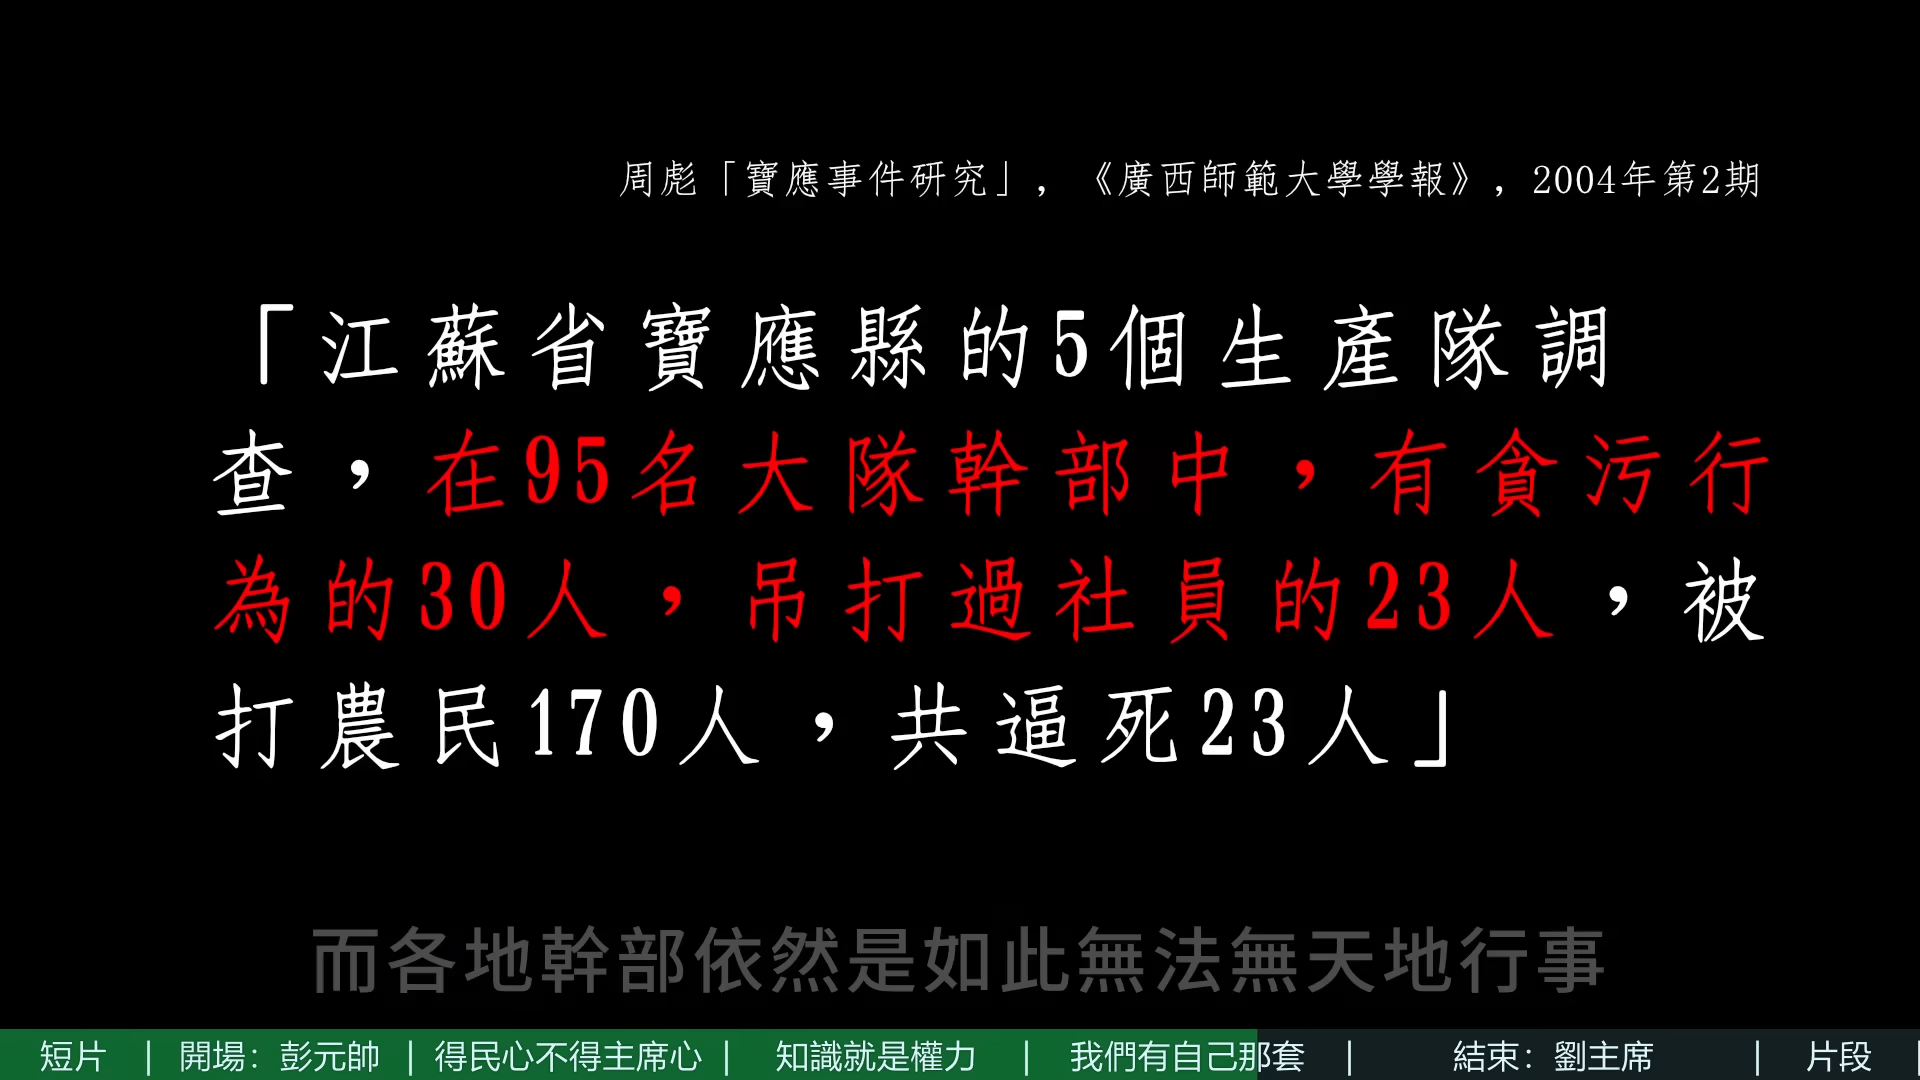 周彪「寶應事件研究」，《廣西師範大學學報》，2004年第2期
「江蘇省寶應縣的5個生產隊調
查，在95名大隊幹部中，有貪污行
為的30人，吊打過社員的23人，被
打農民170人，共逼死23人」
而各地幹部依然是如此無法無天地行事
短片 | 開場：彭元帥 | 得民心不得主席心 | 知識就是權力 | 我們有自己那套 | 結束：劉主席 | 片段 |